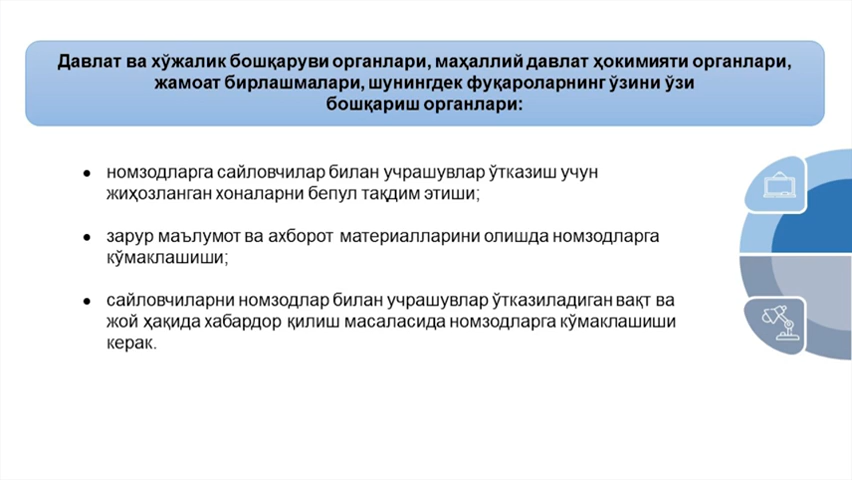 Давлат ва хўжалик бошқаруви органлари, маҳаллий давлат ҳокимияти органлари,
жамоат бирлашмалари, шунингдек фуқароларнинг ўзини ўзи
бошқариш органлари:
• номзодларга сайловчилар билан учрашувлар ўтказиш учун
жиҳозланган хоналарни бепул тақдим этиши;
• зарур маълумот ва ахборот материалларини олишда номзодларга
кўмаклашиши;
• сайловчиларни номзодлар билан учрашувлар ўтказиладиган вақт ва
жой ҳақида хабардор қилиш масаласида номзодларга кўмаклашиши
керак.